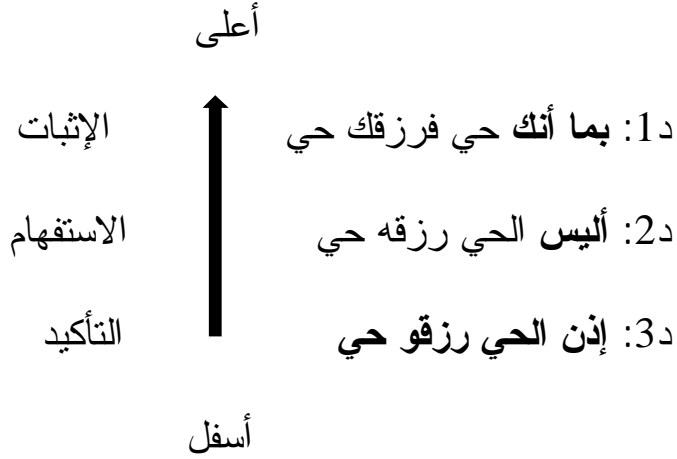 أعلى
د1: بما أنك حي فرزقك حي الإثبات
د2: أليس الحي رزقه حي الاستفهام
د3: إذن الحي رزقو حي التأكيد
أسفل